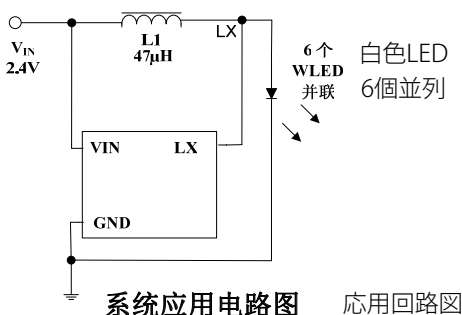 V_IN
2.4V
L1
47μH
LX
6 个
WLED
并联
白色LED
6個並列
VIN
LX
GND
系统应用电路图
応用回路図